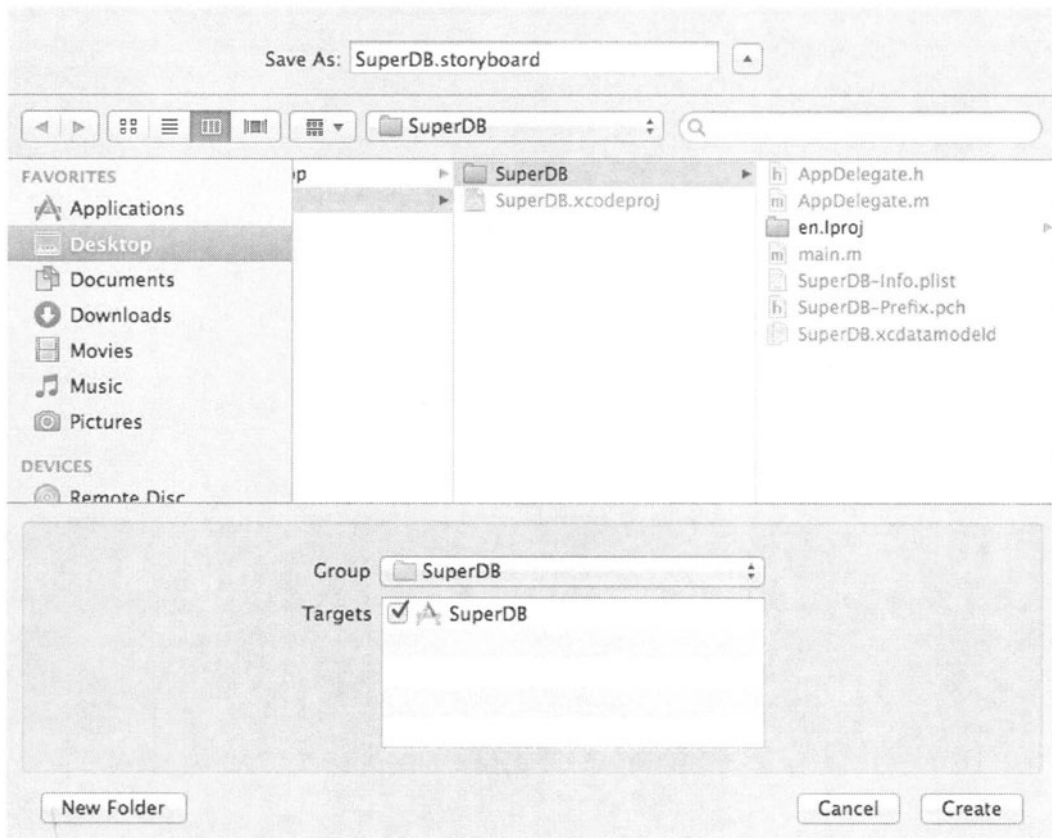 Save As: SuperDB.storyboard
SuperDB
FAVORITES
Applications
Desktop
Documents
Downloads
Movies
Music
Pictures
DEVICES
Remote Disc
op
SuperDB
SuperDB.xcodeproj
h AppDelegate.h
m AppDelegate.m
en.lproj
m main.m
SuperDB-Info.plist
h SuperDB-Prefix.pch
SuperDB.xcdatamodeld
Group SuperDB
Targets SuperDB
New Folder
Cancel
Create